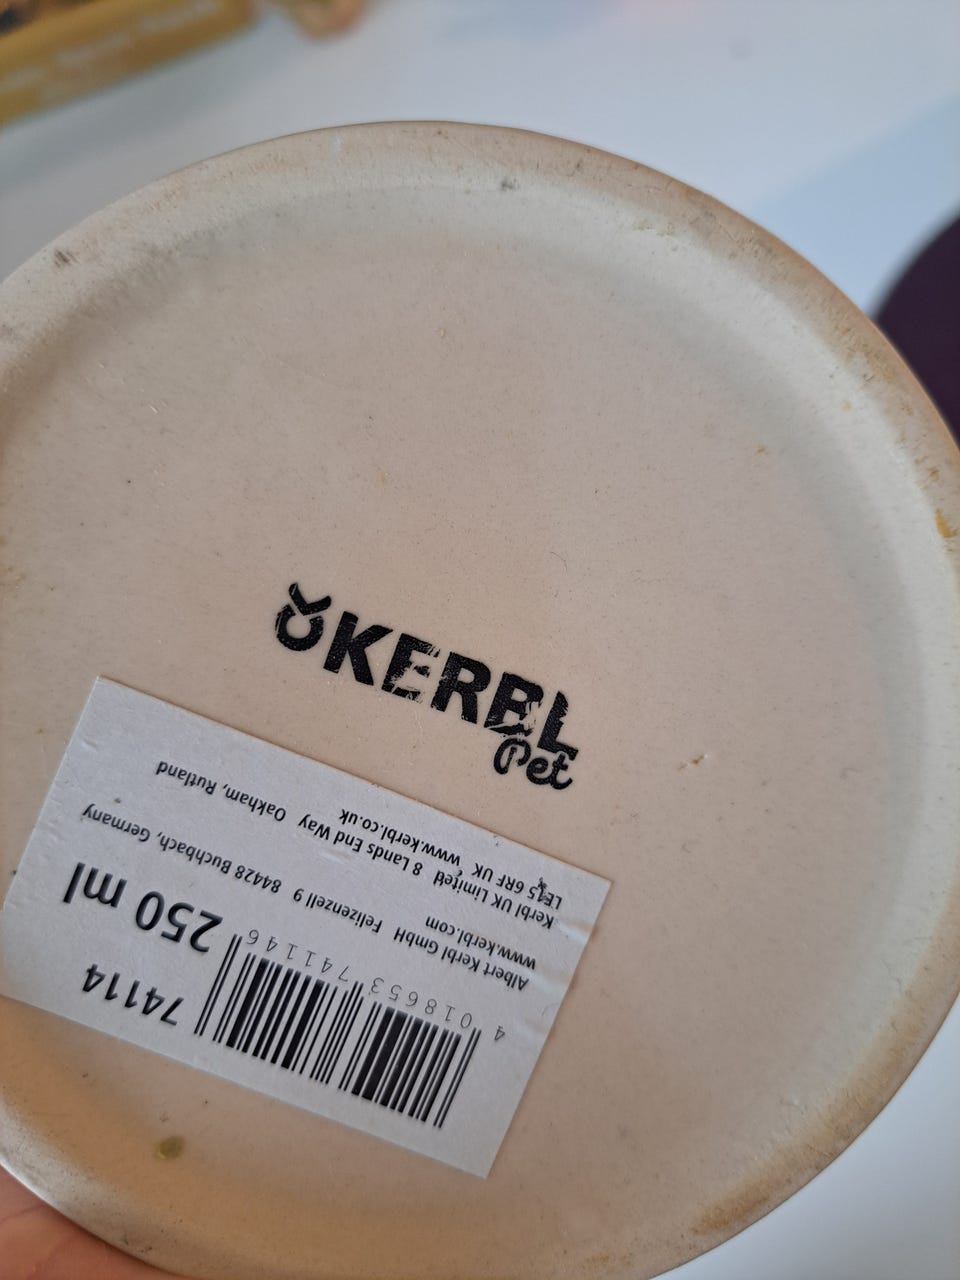 KERBL
Pet
74114
4 018653 741146
250 ml
Albert Kerbl GmbH Felizenzell 9 84428 Buchbach, Germany
www.kerbl.com
Kerbl UK Limited 8 Lands End Way Oakham, Rutland
LE15 6RF UK www.kerbl.co.uk